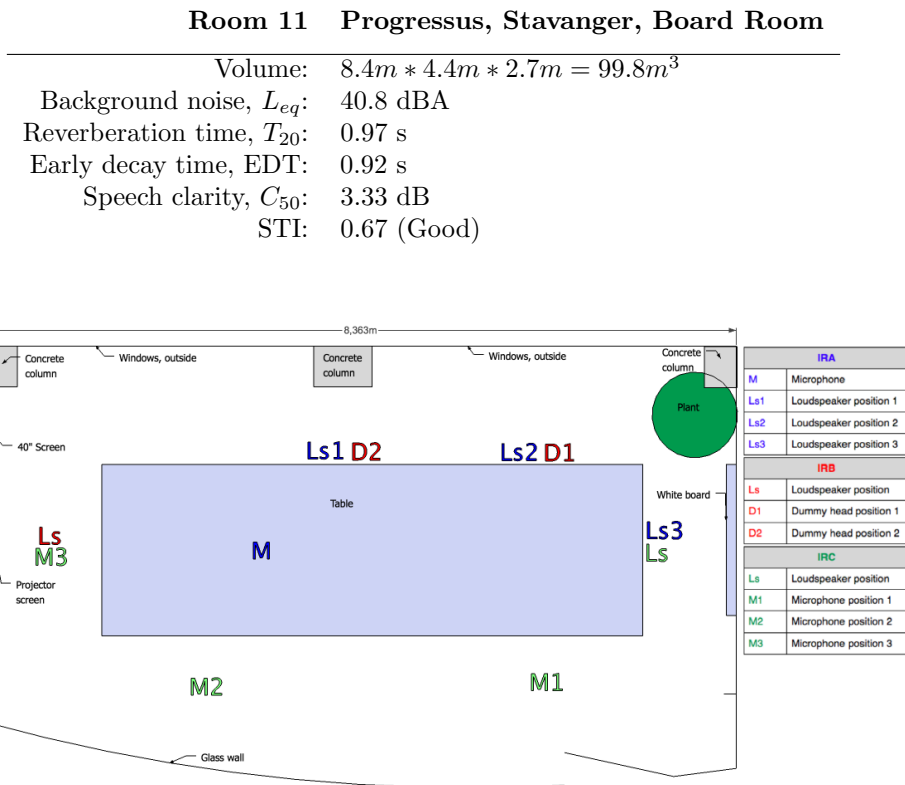 Room 11 Progressus, Stavanger, Board Room
Volume: 8.4m ∗ 4.4m ∗ 2.7m = 99.8m³
Background noise, L_eq: 40.8 dBA
Reverberation time, T_20: 0.97 s
Early decay time, EDT: 0.92 s
Speech clarity, C_50: 3.33 dB
STI: 0.67 (Good)
8,363m
Concrete
column
Windows, outside
Concrete
column
Windows, outside
Concrete
column
Plant
40" Screen
Ls1 D2
Ls2 D1
Table
White board
Ls
M3
M
Ls3
Ls
Projector
screen
M2
M1
Glass wall
IRA
M Microphone
Ls1 Loudspeaker position 1
Ls2 Loudspeaker position 2
Ls3 Loudspeaker position 3
IRB
Ls Loudspeaker position
D1 Dummy head position 1
D2 Dummy head position 2
IRC
Ls Loudspeaker position
M1 Microphone position 1
M2 Microphone position 2
M3 Microphone position 3